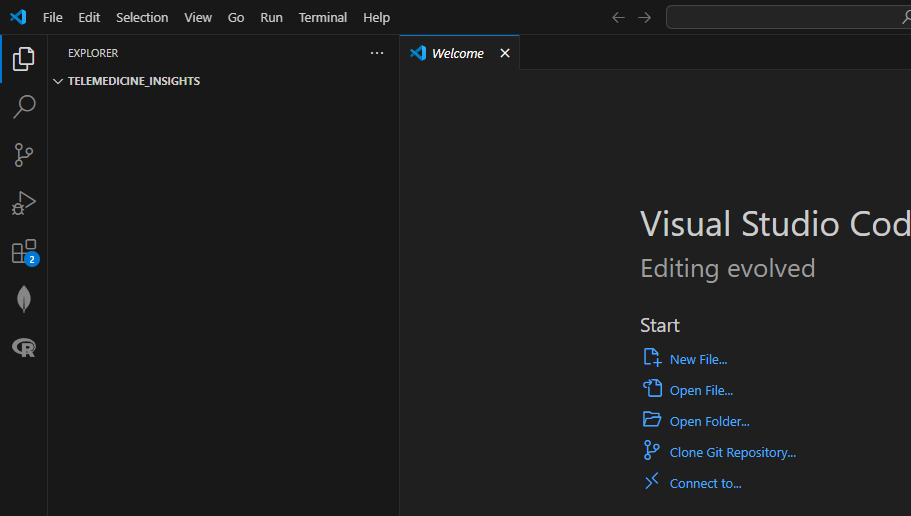 File Edit Selection View Go Run Terminal Help
EXPLORER
Welcome
TELEMEDICINE_INSIGHTS
2
R
Visual Studio Cod
Editing evolved
Start
New File...
Open File...
Open Folder...
Clone Git Repository...
Connect to...